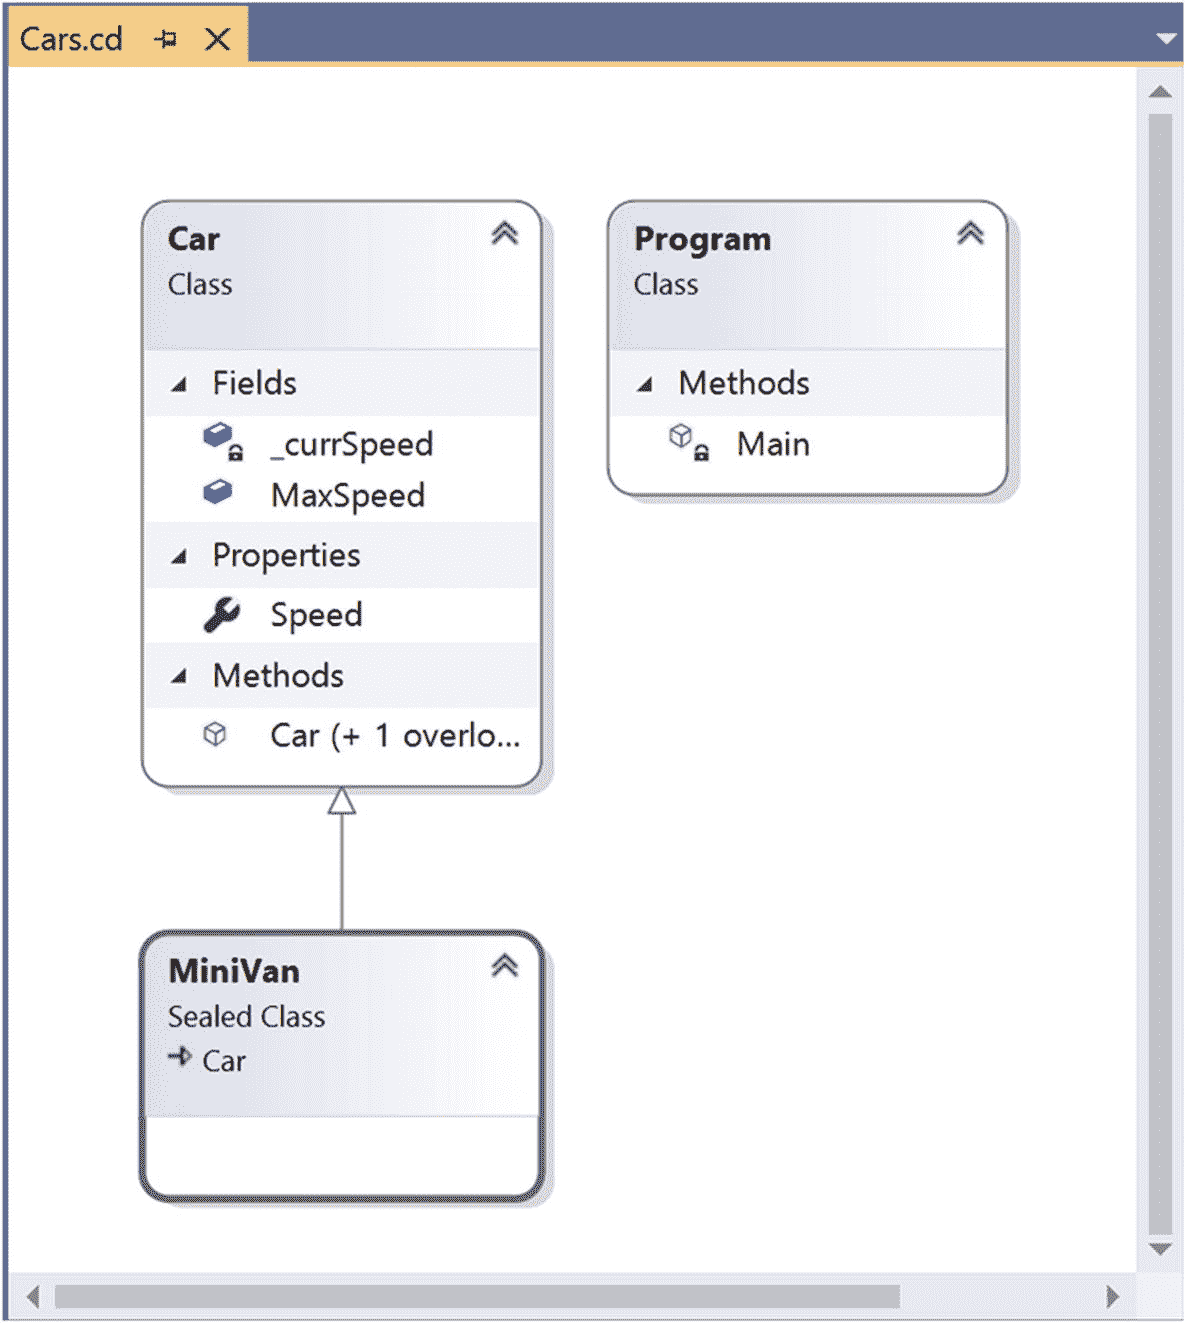 Cars.cd
Car
Class
Fields
_currSpeed
MaxSpeed
Properties
Speed
Methods
Car (+ 1 overlo...
Program
Class
Methods
Main
MiniVan
Sealed Class
Car